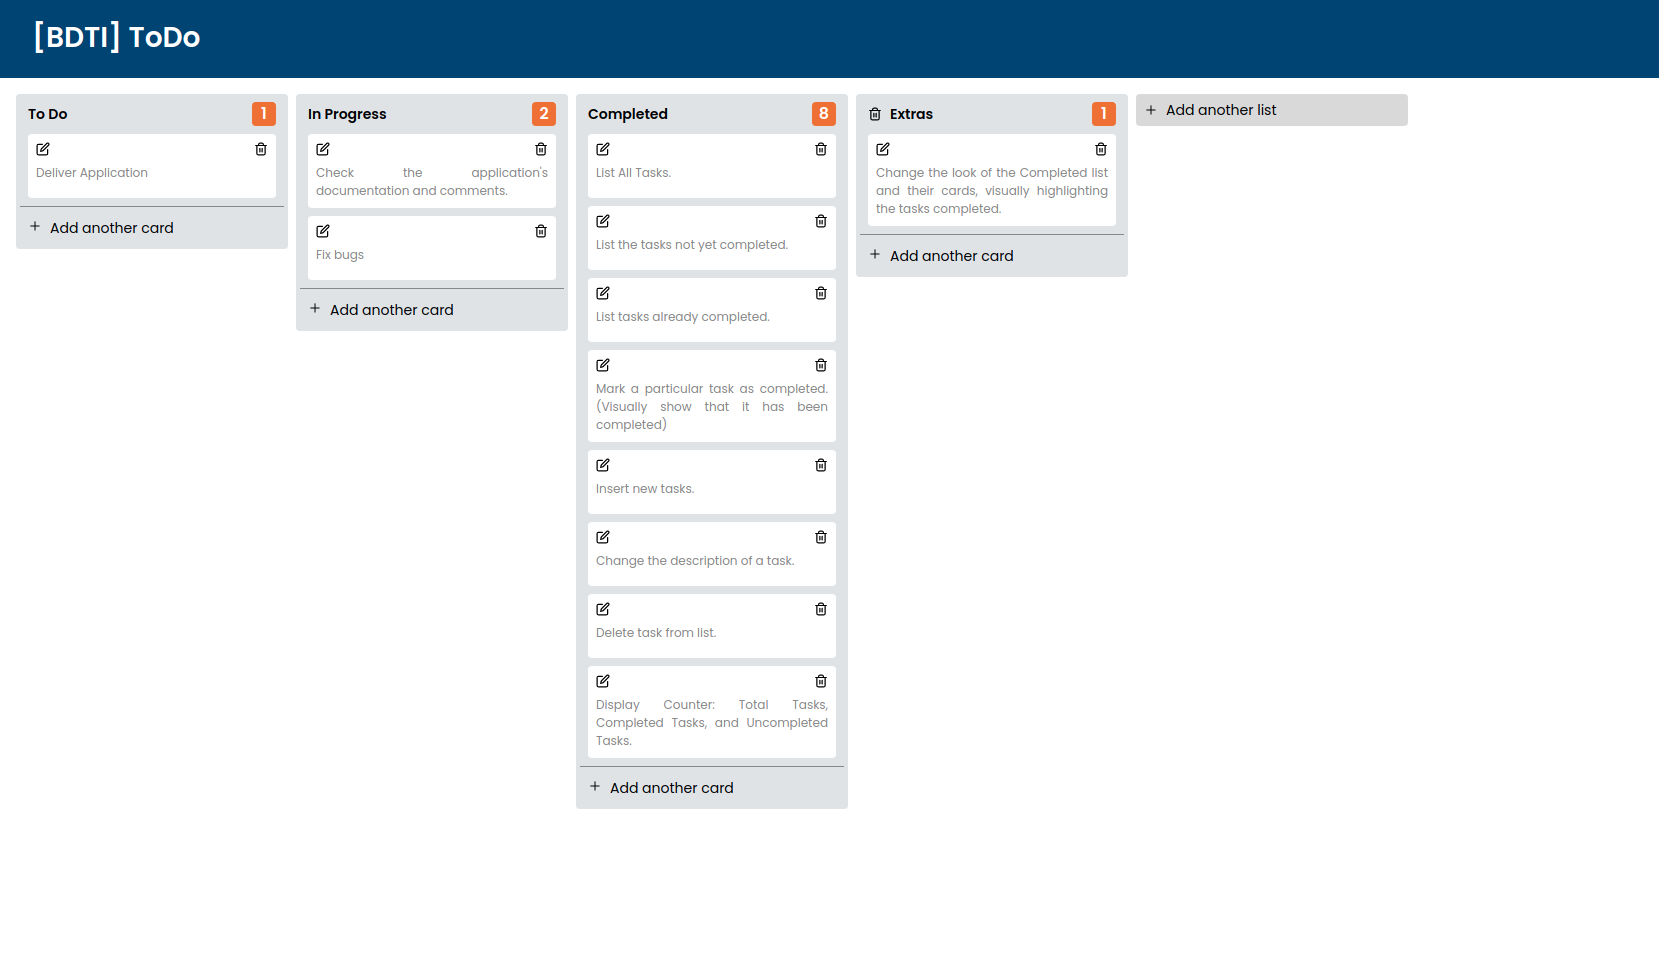 [BDTI] ToDo
To Do
1
Deliver Application
Add another card
In Progress
2
Check the application's
documentation and comments.
Fix bugs
Add another card
Completed
8
List All Tasks.
List the tasks not yet completed.
List tasks already completed.
Mark a particular task as completed.
(Visually show that it has been
completed)
Insert new tasks.
Change the description of a task.
Delete task from list.
Display Counter: Total Tasks,
Completed Tasks, and Uncompleted
Tasks.
Add another card
Extras
1
Change the look of the Completed list
and their cards, visually highlighting
the tasks completed.
Add another card
Add another list